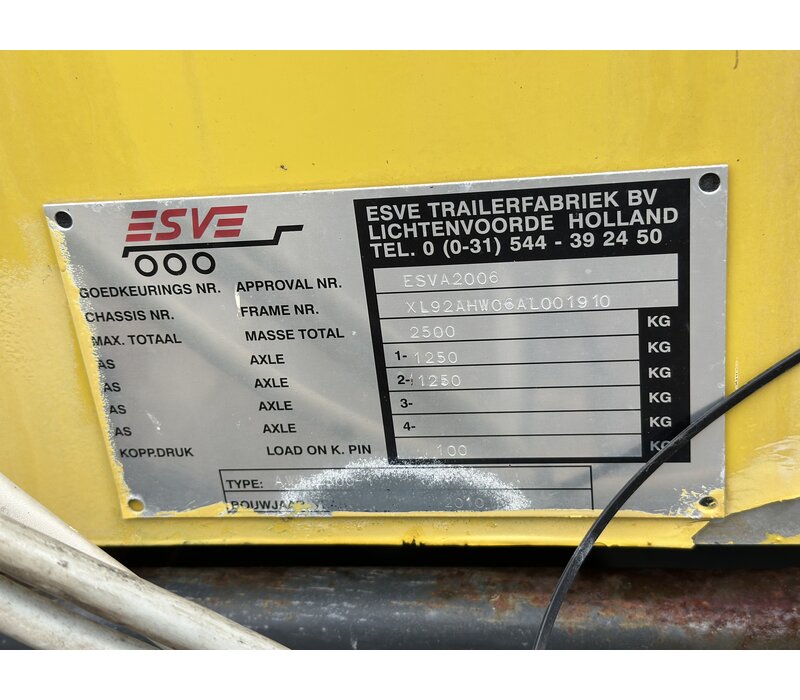 ESVE
ESVE TRAILERFABRIEK BV
LICHTENVOORDE HOLLAND
TEL. 0 (0-31) 544 - 39 24 50
GOEDKEURINGS NR. APPROVAL NR. ESVA2006
CHASSIS NR. FRAME NR. XL92AHW06AL001910
MAX. TOTAAL MASSE TOTAL 2500 KG
AS AXLE 1- 1250 KG
AS AXLE 2- 1250 KG
AS AXLE 3- KG
AS AXLE 4- KG
KOPP.DRUK LOAD ON K. PIN 100 KG
TYPE:
BOUWJAAR 2010